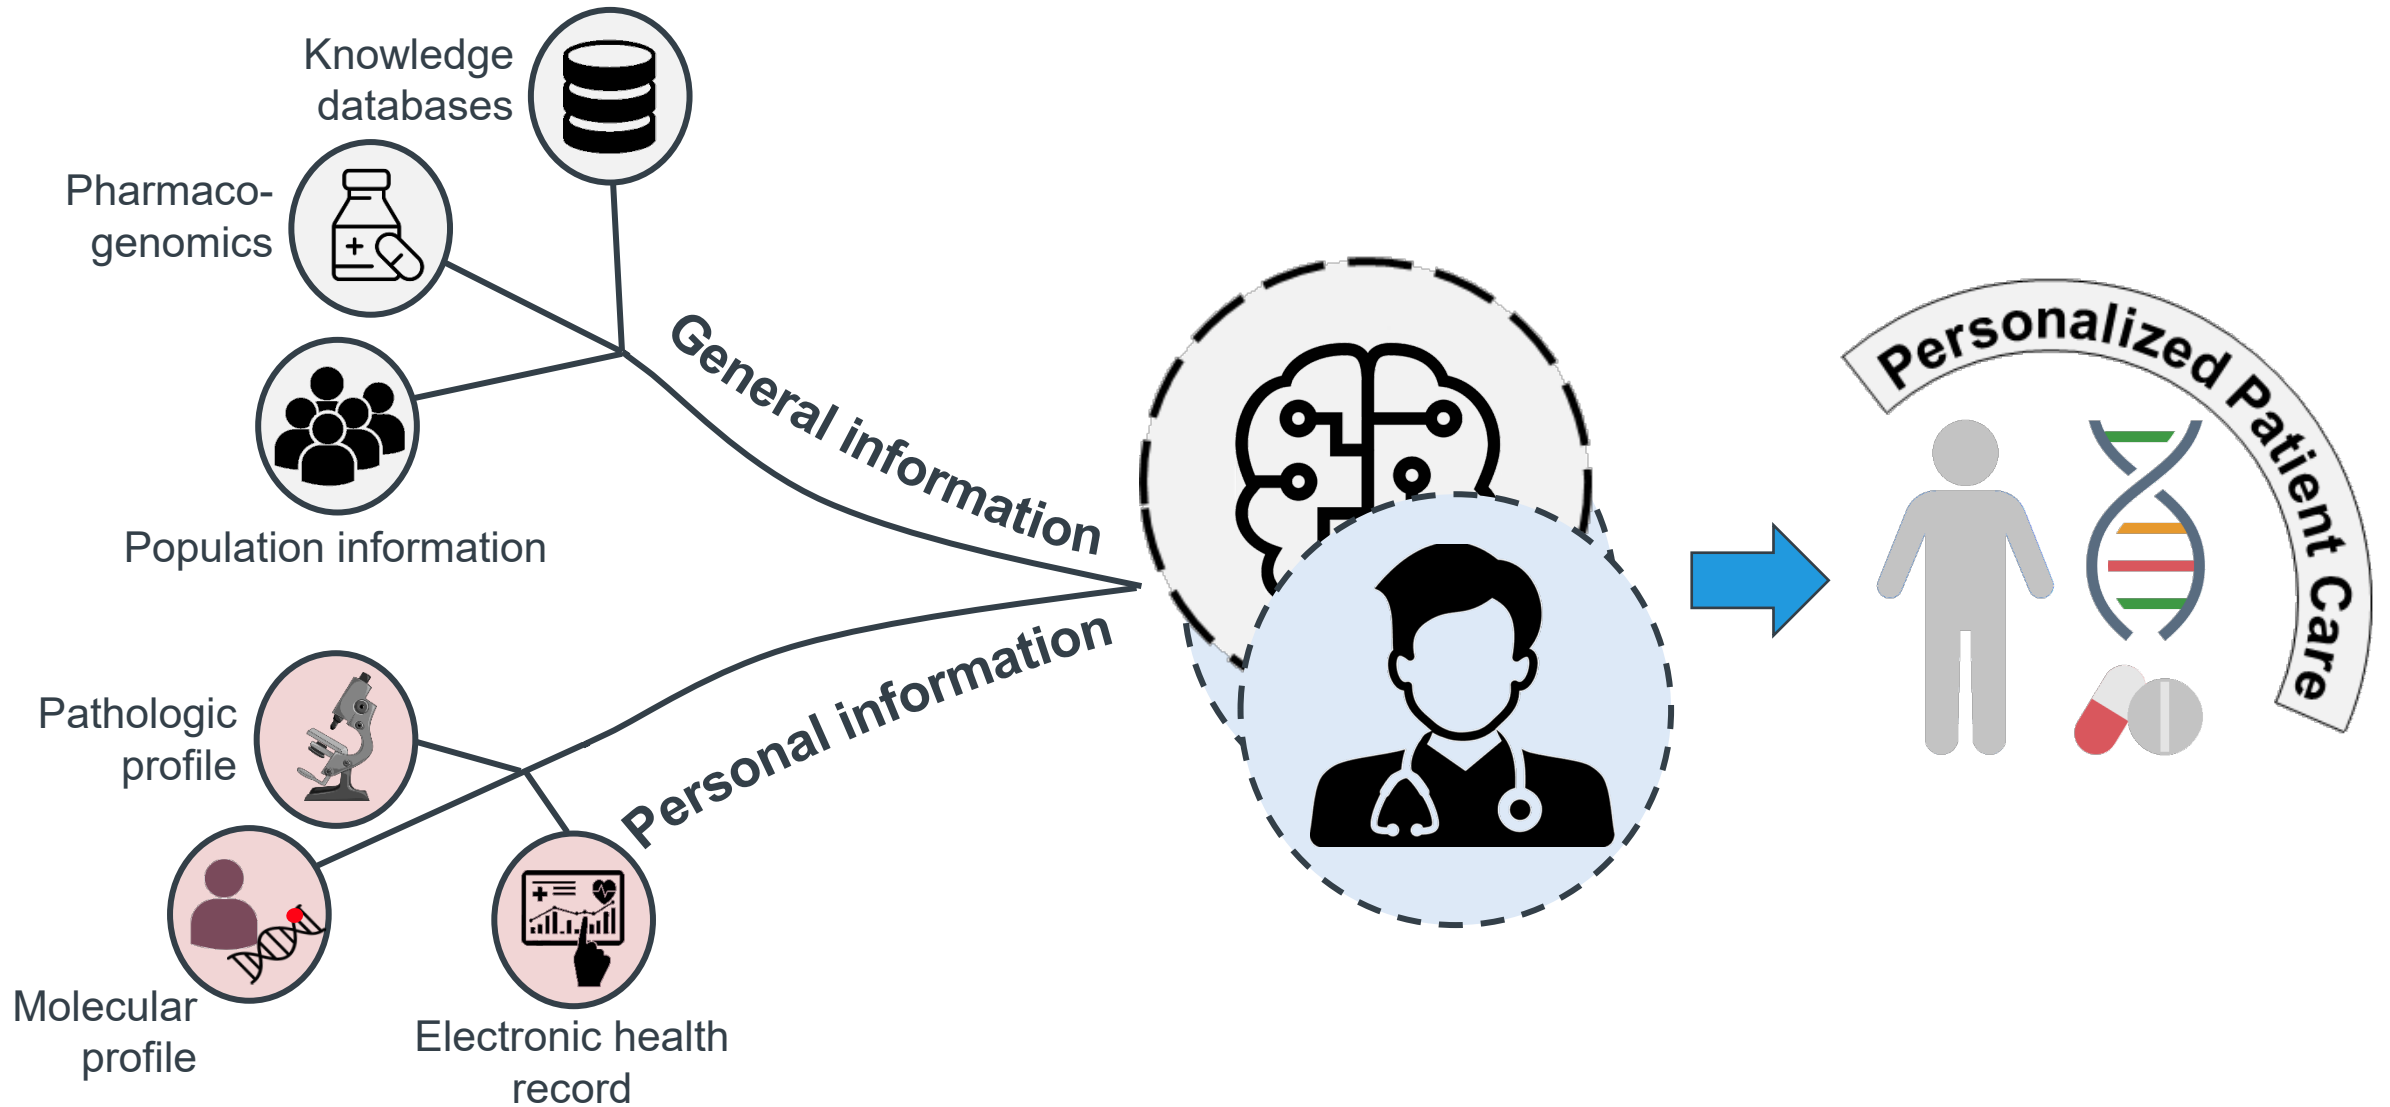 Knowledge
databases
Pharmaco-
genomics
Population information
General information
Personal information
Pathologic
profile
Molecular
profile
Electronic health
record
Personalized Patient Care